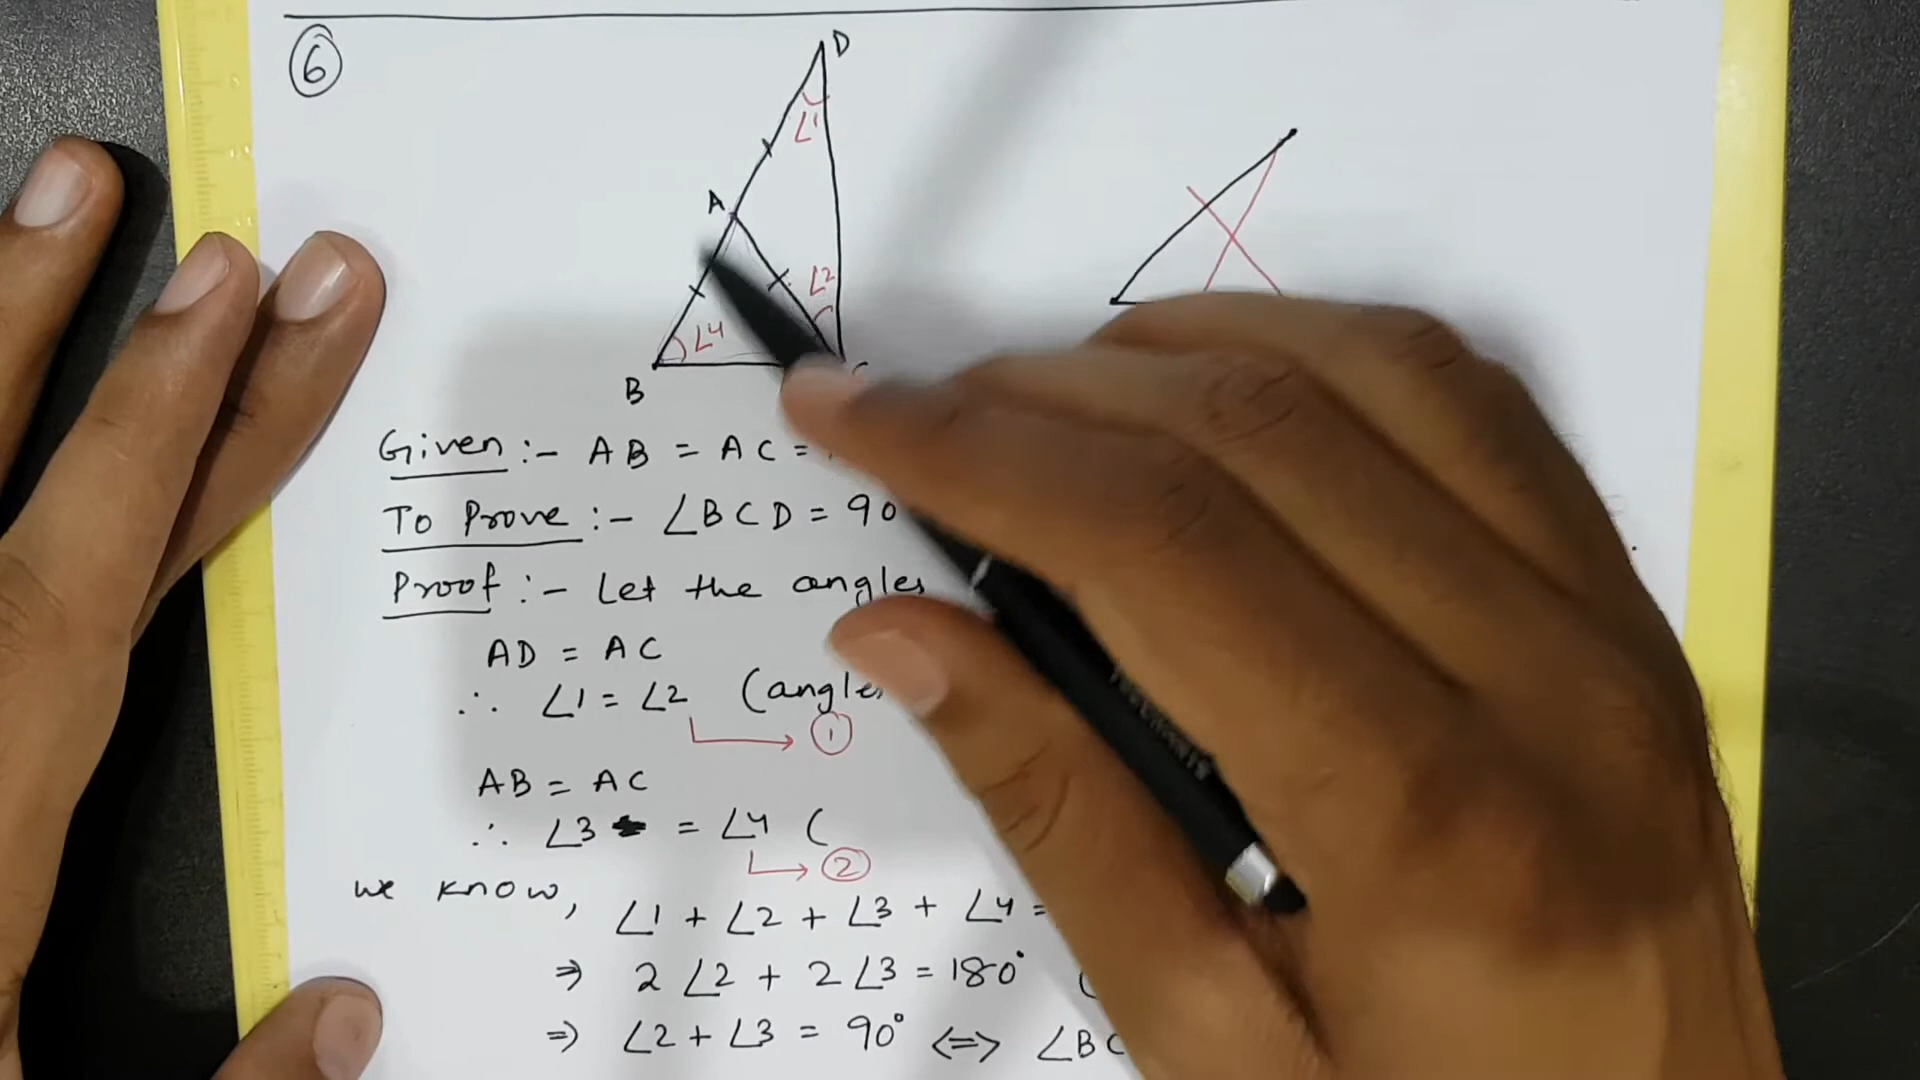 6
D
∠1
A
∠2
∠4
B
Given :- AB = AC =
To Prove :- ∠BCD = 90
Proof :- Let the angles
AD = AC
∴ ∠1 = ∠2 (angles
1
AB = AC
∴ ∠3 = ∠4 (
2
we know, ∠1 + ∠2 + ∠3 + ∠4 =
⇒ 2∠2 + 2∠3 = 180° (
⇒ ∠2 + ∠3 = 90° <=> ∠BC